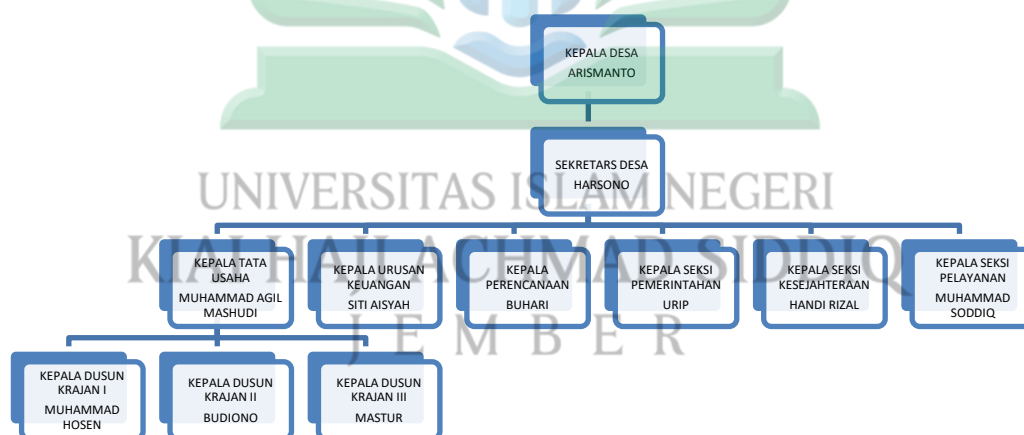 KEPALA DESA
ARISMANTO
SEKRETARS DESA
HARSONO
UNIVERSITAS ISLAM NEGERI
KIAI HAJI ACHMAD SIDDIQ
JEMBER
KEPALA TATA
USAHA
MUHAMMAD AGIL
MASHUDI
KEPALA URUSAN
KEUANGAN
SITI AISYAH
KEPALA
PERENCANAAN
BUHARI
KEPALA SEKSI
PEMERINTAHAN
URIP
KEPALA SEKSI
KESEJAHTERAAN
HANDI RIZAL
KEPALA SEKSI
PELAYANAN
MUHAMMAD
SODDIQ
KEPALA DUSUN
KRAJAN I
MUHAMMAD
HOSEN
KEPALA DUSUN
KRAJAN II
BUDIONO
KEPALA DUSUN
KRAJAN III
MASTUR